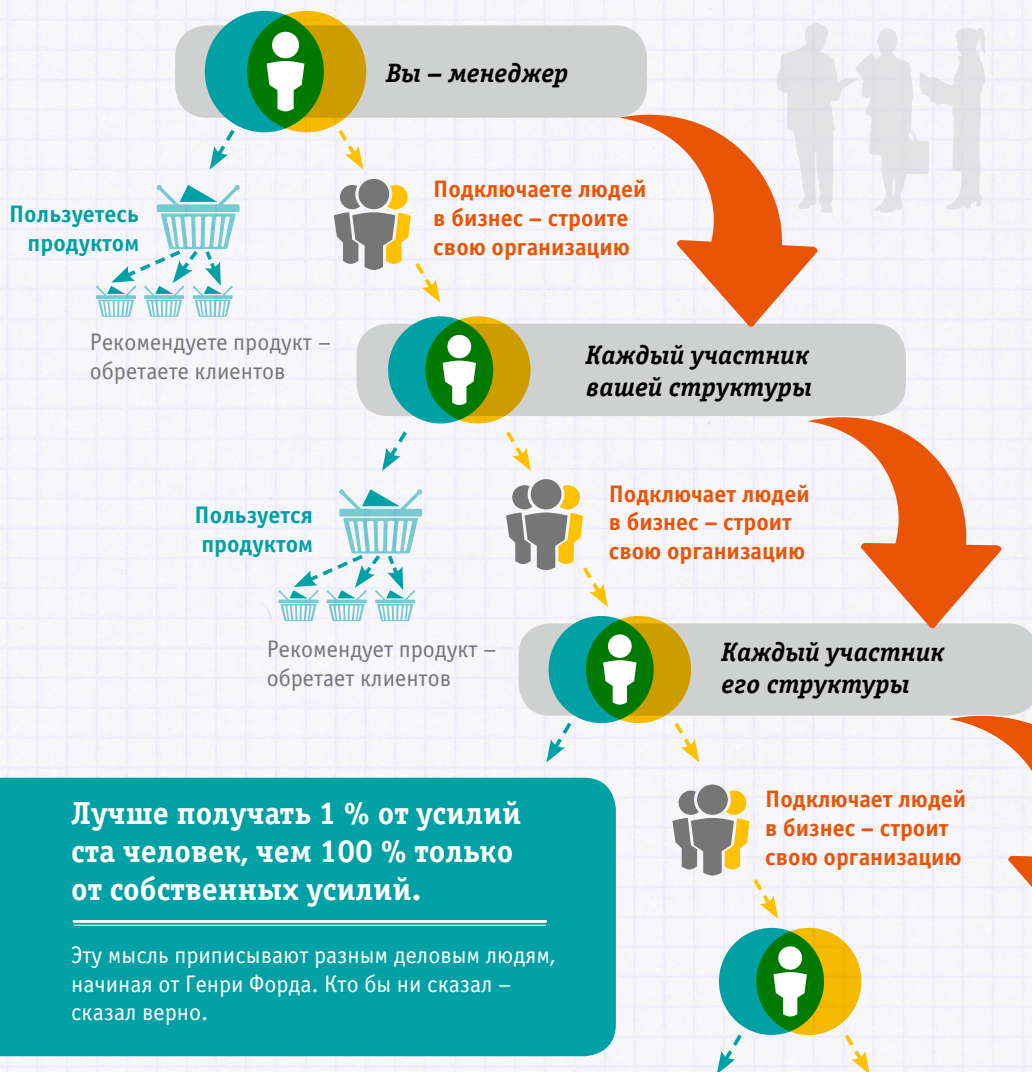 Вы – менеджер
Пользуетесь
продуктом
Подключаете людей
в бизнес – строите
свою организацию
Рекомендуете продукт –
обретаете клиентов
Каждый участник
вашей структуры
Пользуется
продуктом
Подключает людей
в бизнес – строит
свою организацию
Рекомендует продукт –
обретает клиентов
Каждый участник
его структуры
Подключает людей
в бизнес – строит
свою организацию
Лучше получать 1 % от усилий
ста человек, чем 100 % только
от собственных усилий.
Эту мысль приписывают разным деловым людям,
начиная от Генри Форда. Кто бы ни сказал –
сказал верно.